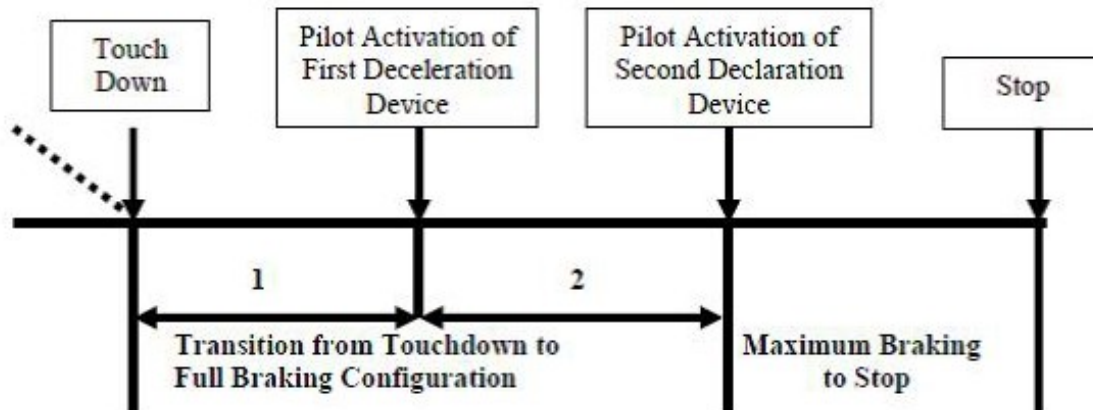 Touch
Down
Pilot Activation of
First Deceleration
Device
Pilot Activation of
Second Declaration
Device
Stop
1
2
Transition from Touchdown to
Full Braking Configuration
Maximum Braking
to Stop